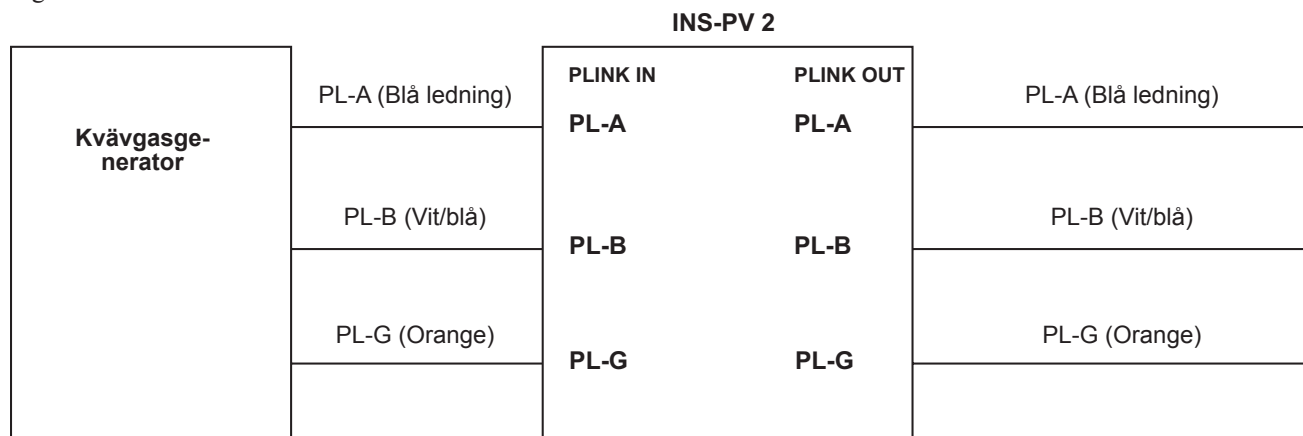 INS-PV 2
PLINK IN
PLINK OUT
PL-A (Blå ledning)
PL-A (Blå ledning)
Kvävgasge-
nerator
PL-A
PL-A
PL-B (Vit/blå)
PL-B (Vit/blå)
PL-B
PL-B
PL-G (Orange)
PL-G (Orange)
PL-G
PL-G